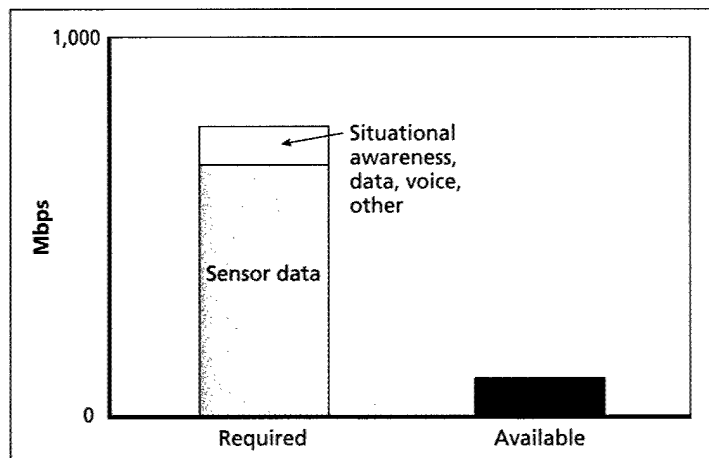 1,000
Mbps
0
Situational
awareness,
data, voice,
other
Sensor data
Required
Available